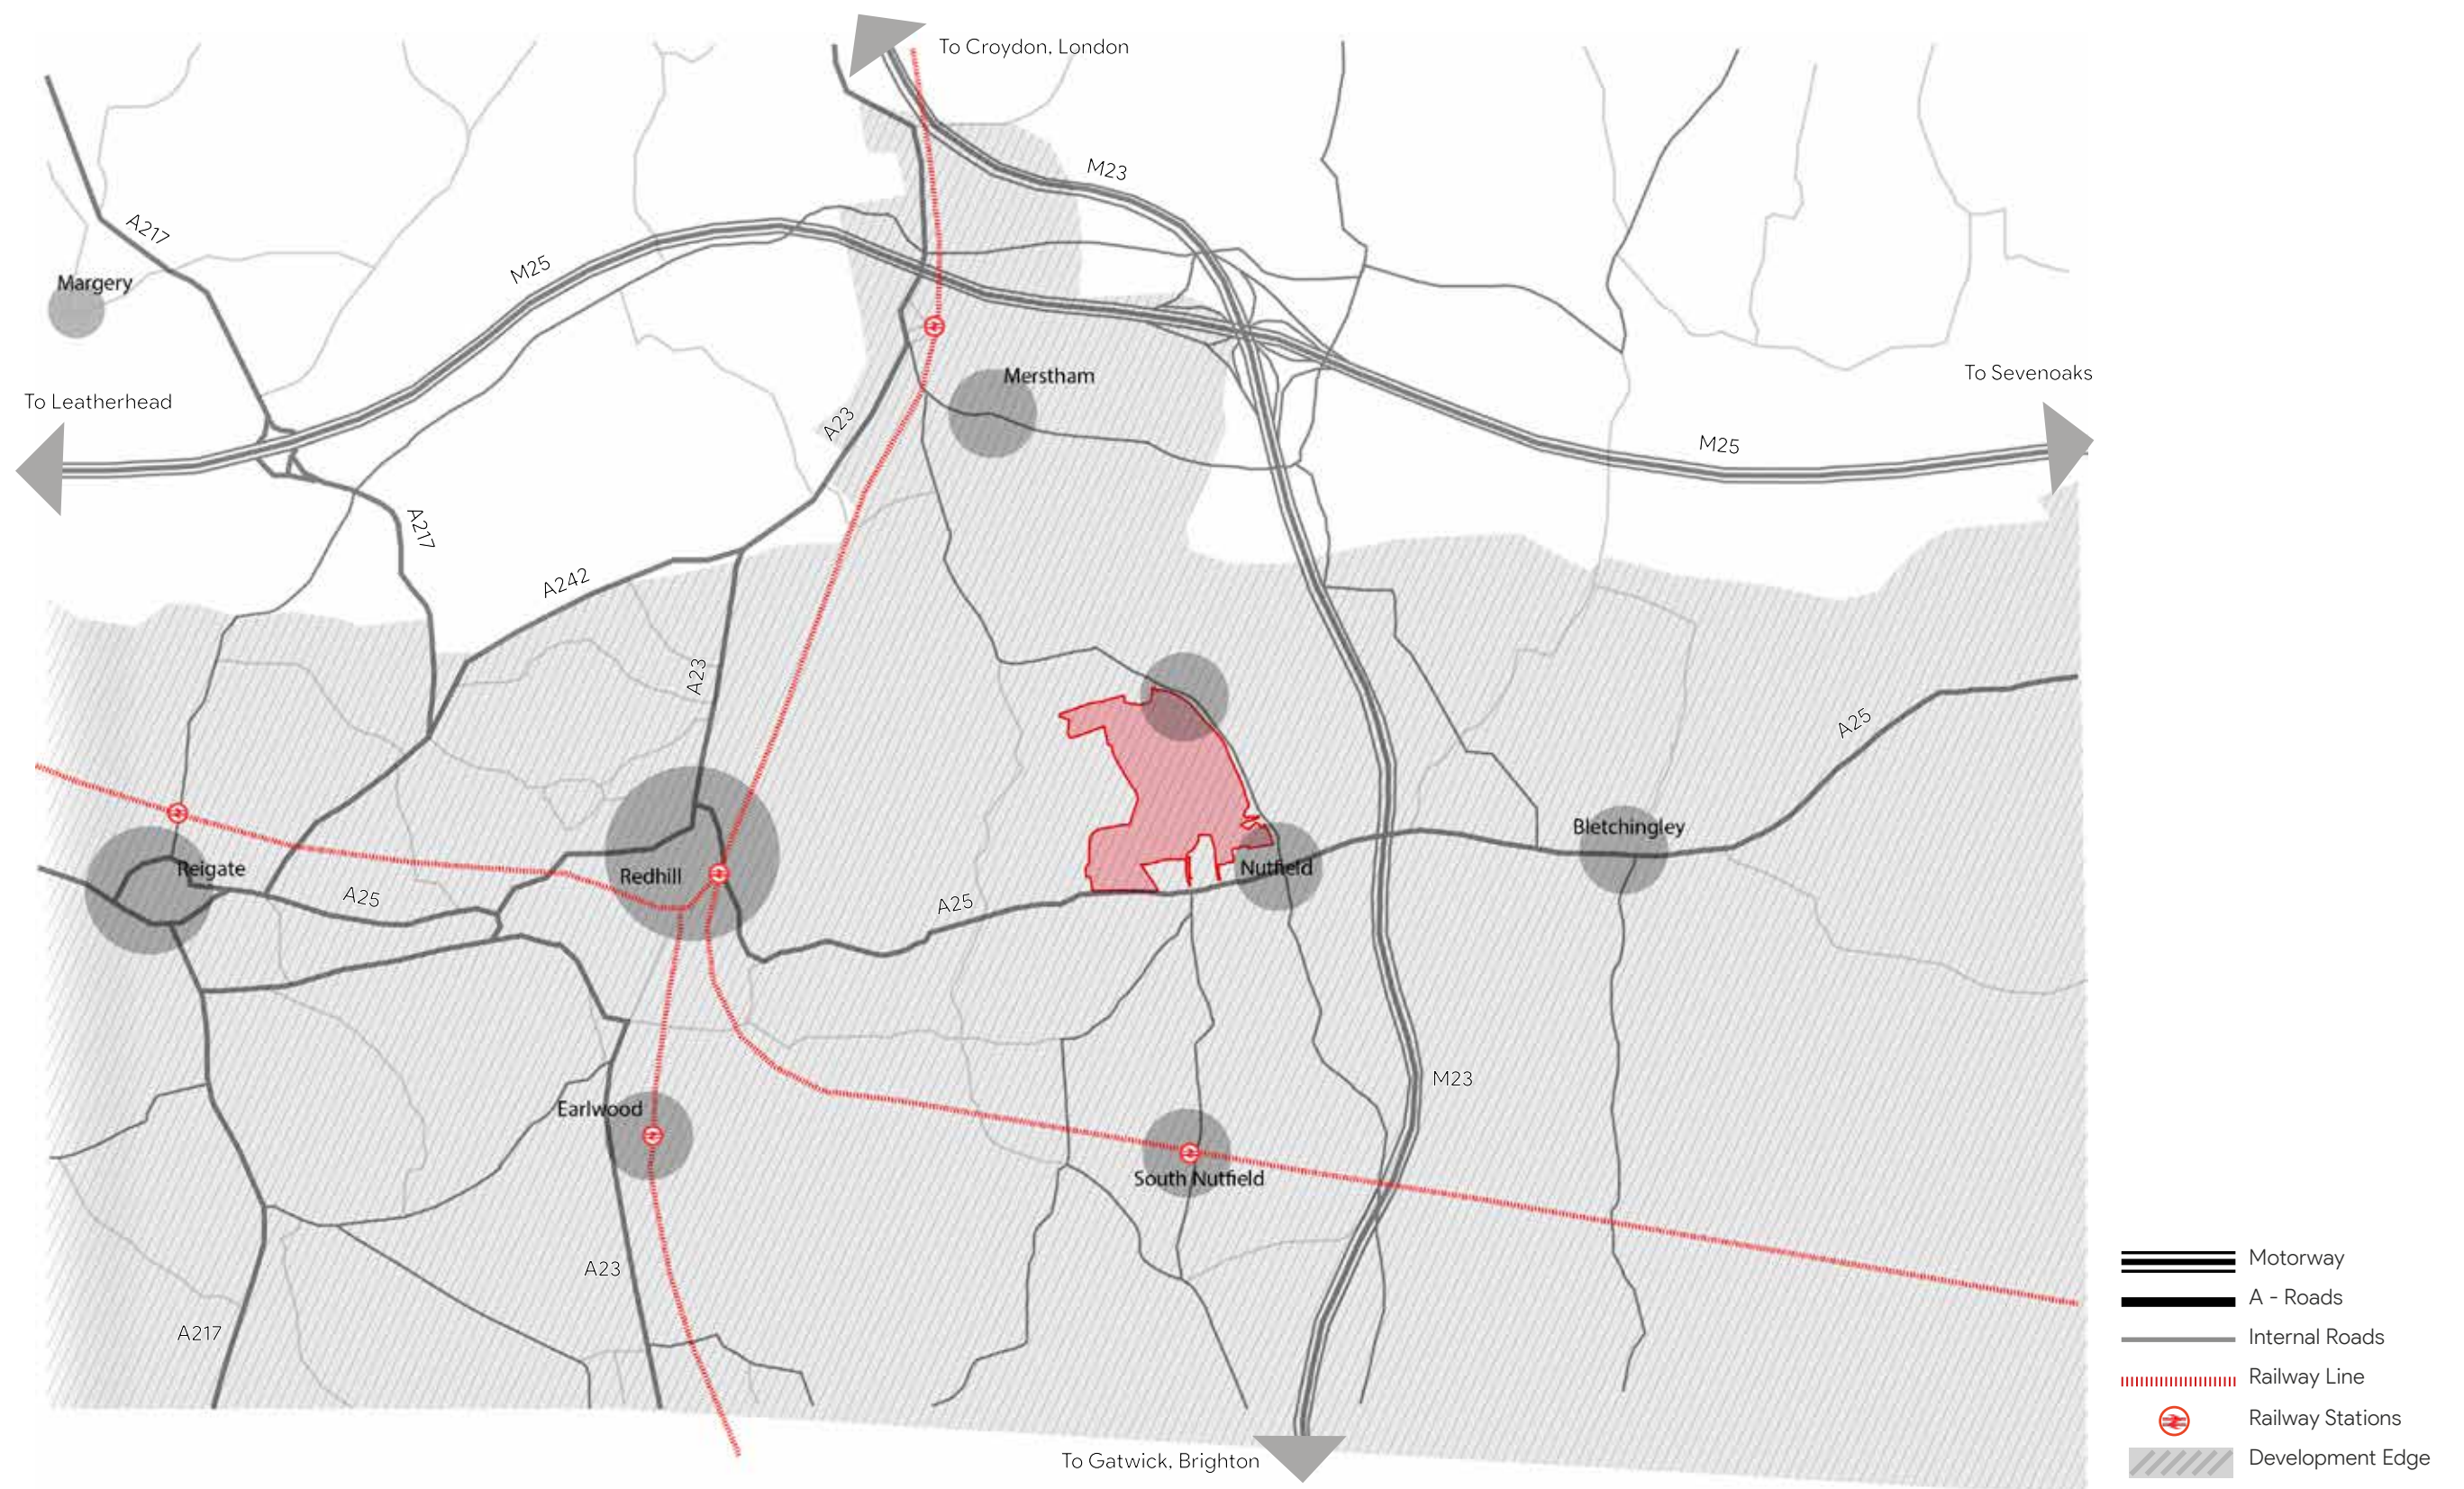 To Croydon, London
M23
A217
M25
Margery
Merstham
To Sevenoaks
To Leatherhead
A23
M25
A217
A242
A23
A25
Bletchingley
Reigate
Redhill
Nutfield
A25
A25
M23
Earlwood
South Nutfield
A23
A217
To Gatwick, Brighton
Motorway
A - Roads
Internal Roads
Railway Line
Railway Stations
Development Edge